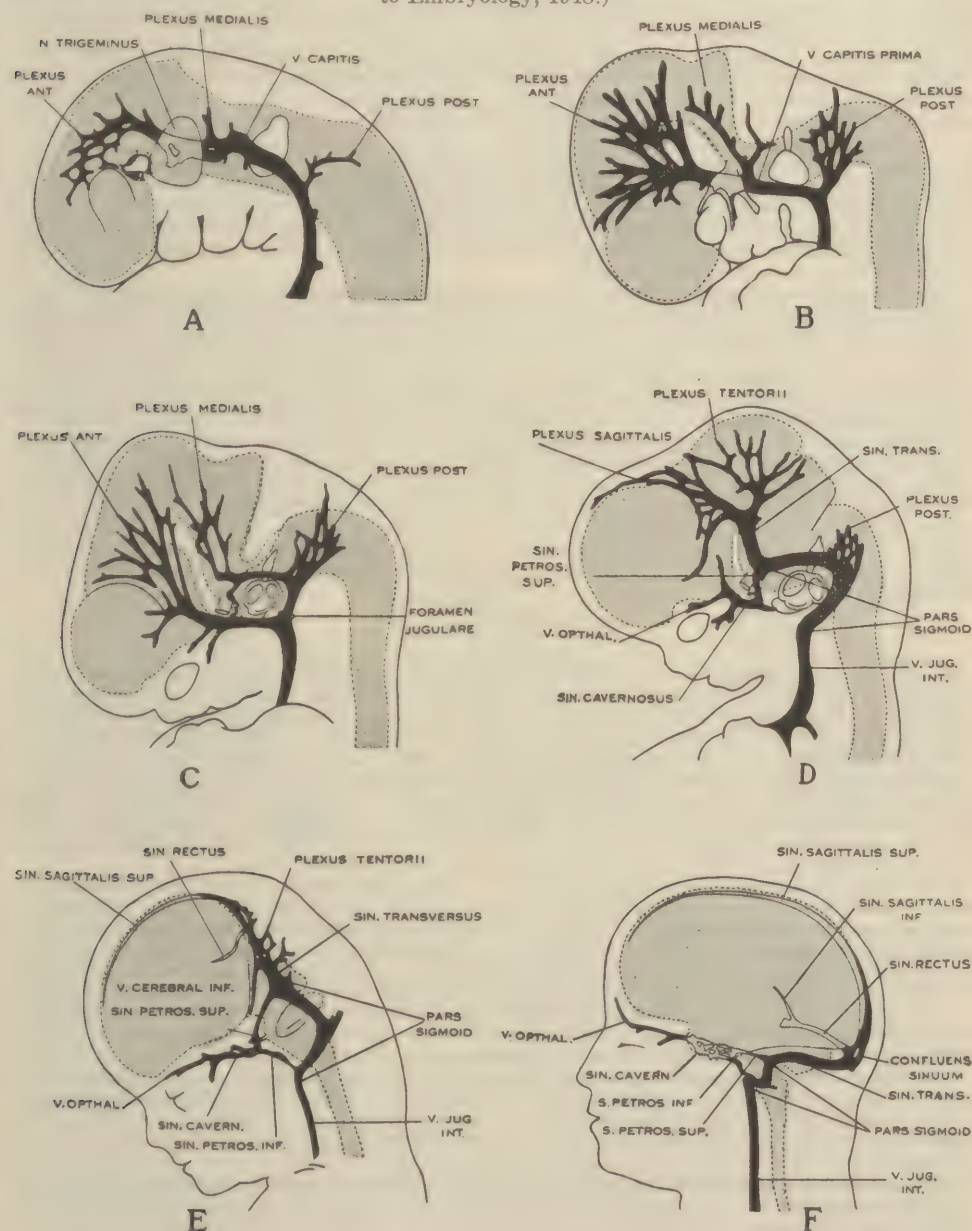 to Embryology, 1948.)
PLEXUS MEDIALIS
N TRIGEMINUS
V. CAPITIS
PLEXUS
ANT
PLEXUS POST
A
PLEXUS MEDIALIS
PLEXUS
ANT
V CAPITIS PRIMA
PLEXUS
POST
B
PLEXUS MEDIALIS
PLEXUS ANT
PLEXUS POST
FORAMEN
JUGULARE
C
PLEXUS TENTORII
PLEXUS SAGITTALIS
SIN. TRANS.
PLEXUS
POST.
SIN.
PETROS.
SUP.
V. OPTHAL.
PARS
SIGMOID
V. JUG.
INT.
SIN. CAVERNOSUS
D
SIN RECTUS
PLEXUS TENTORII
SIN. SAGITTALIS SUP
SIN. TRANSVERSUS
V. CEREBRAL INF.
SIN PETROS. SUP.
PARS
SIGMOID
V. OPTHAL
SIN. CAVERN.
SIN. PETROS. INF.
V. JUG
INT.
E
SIN. SAGITTALIS SUP.
SIN. SAGITTALIS
INF
SIN. RECTUS
V. OPTHAL.
SIN. CAVERN
CONFLUENS
SINUUM
S. PETROS INF
SIN. TRANS.
S. PETROS. SUP.
PARS SIGMOID
V. JUG.
INT.
F